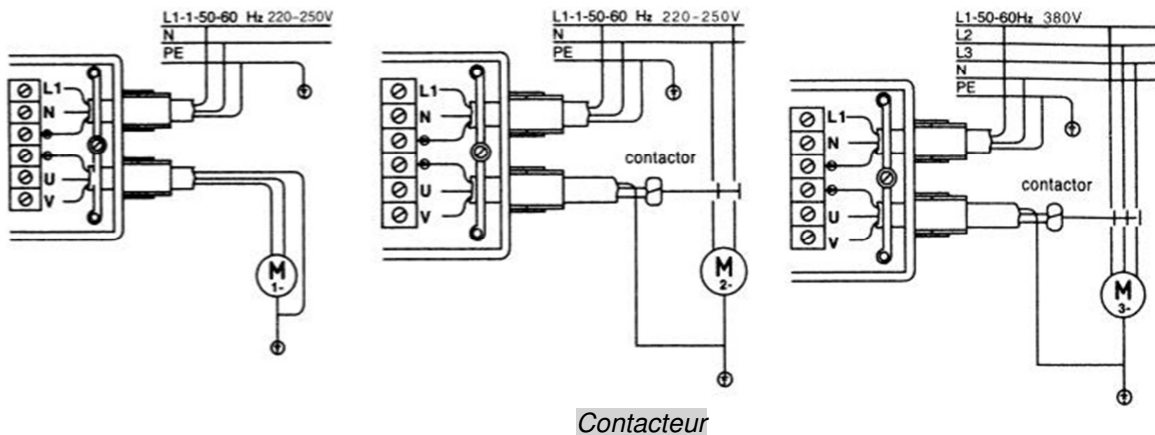 L1-1-50-60 Hz 220-250V
N
PE
L1
N
U
V
M
1-
L1-1-50-60 Hz 220-250V
N
PE
L1
N
U
V
contactor
M
2-
L1-50-60Hz 380V
L2
L3
N
PE
L1
N
U
V
contactor
M
3-
Contacteur